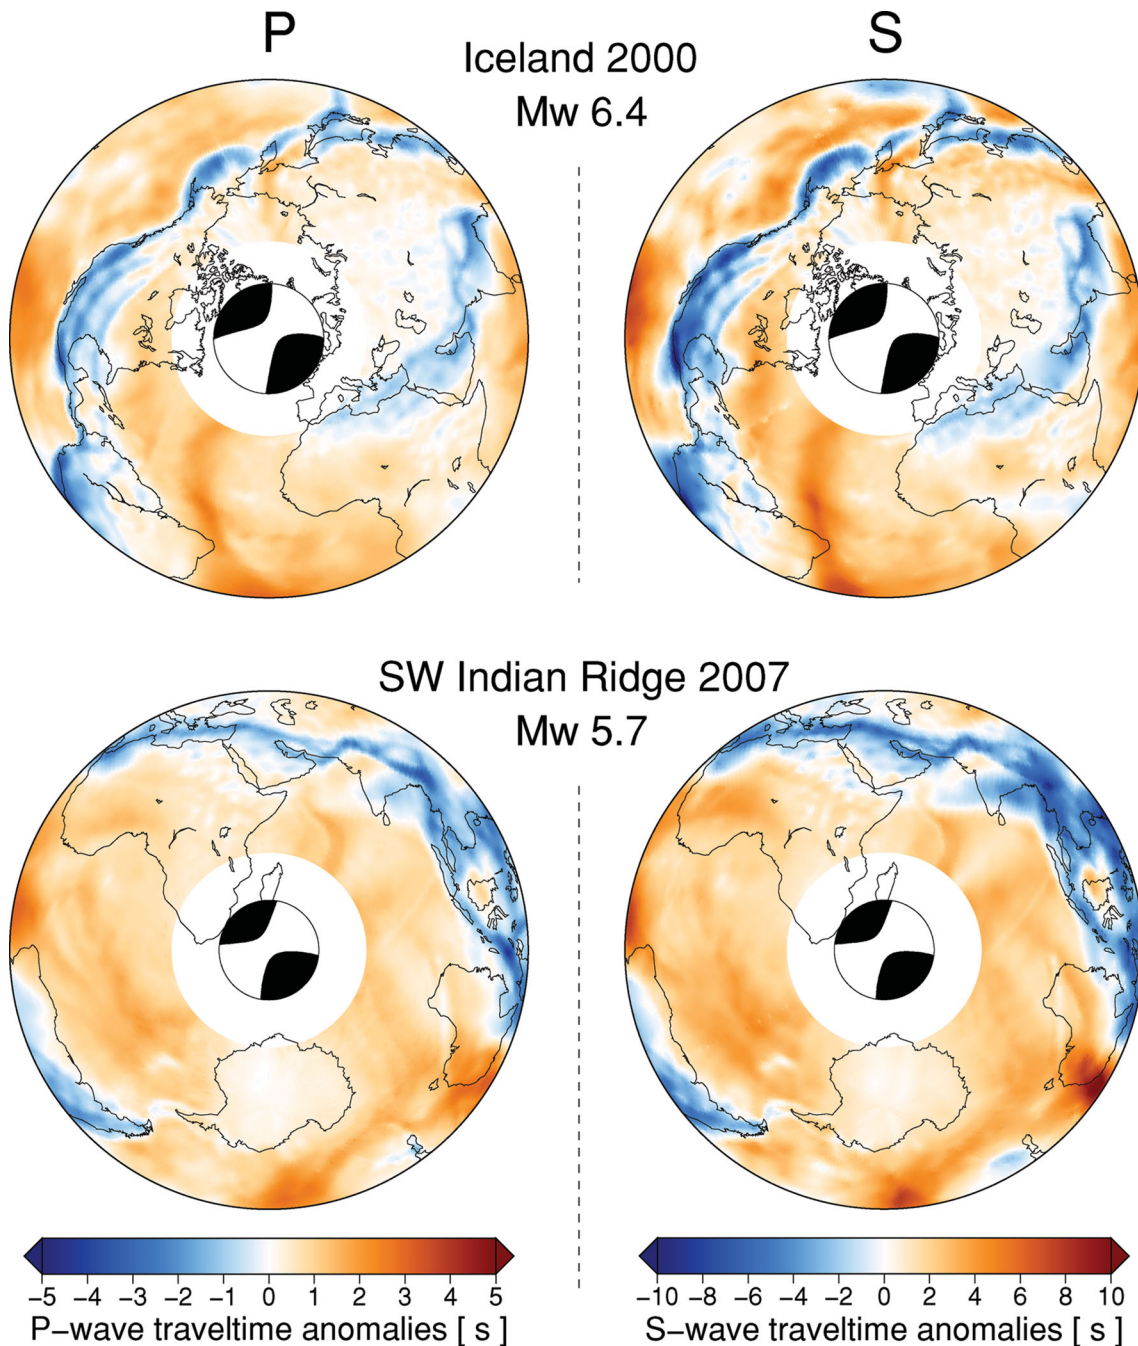 P
S
Iceland 2000
Mw 6.4
SW Indian Ridge 2007
Mw 5.7
−5 −4 −3 −2 −1 0 1 2 3 4 5
P−wave traveltime anomalies [ s ]
−10 −8 −6 −4 −2 0 2 4 6 8 10
S−wave traveltime anomalies [ s ]